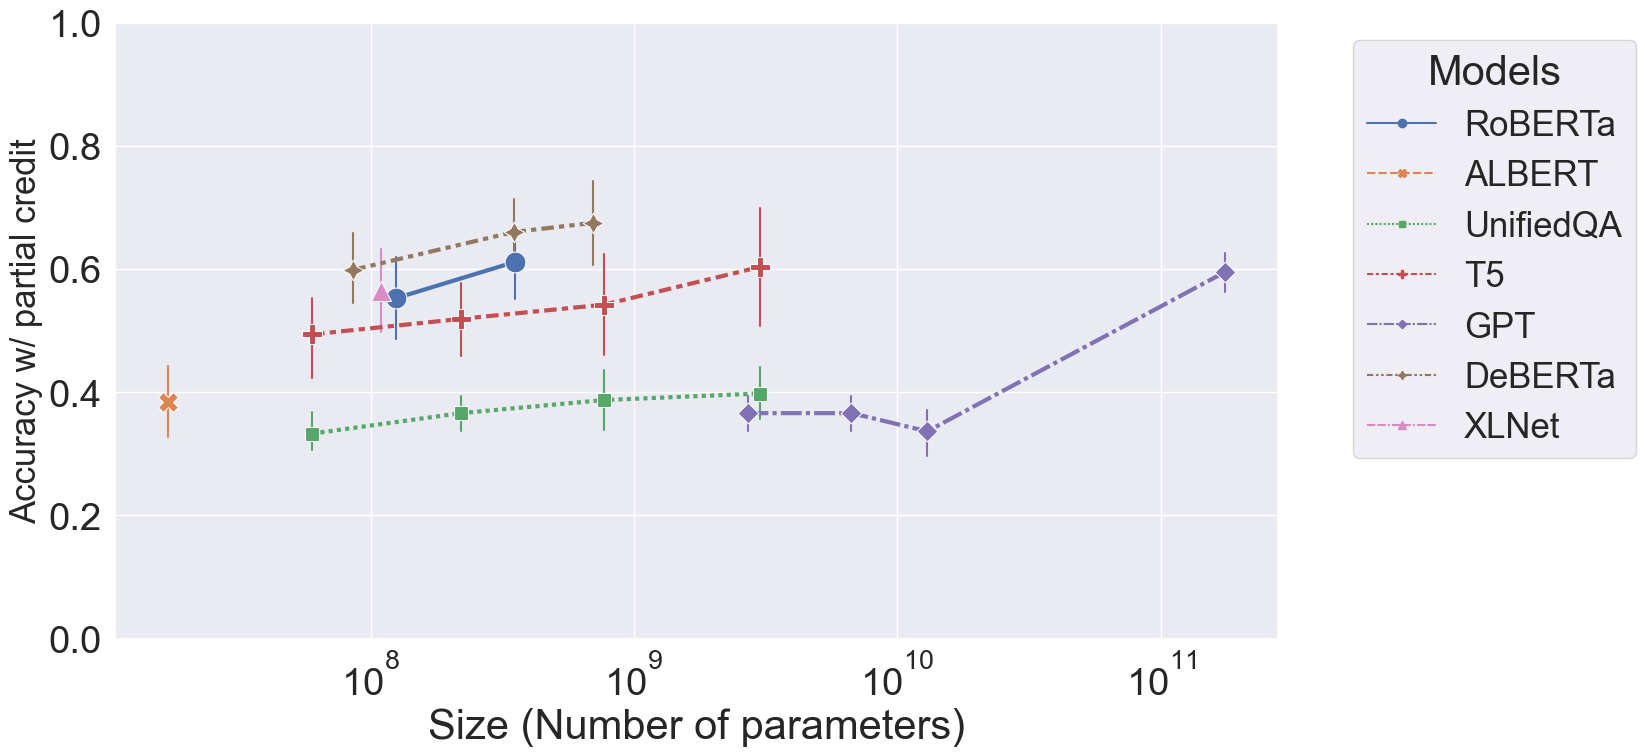 1.0
0.8
0.6
0.4
0.2
0.0
Accuracy w/ partial credit
10^8
10^9
10^10
10^11
Size (Number of parameters)
Models
RoBERTa
ALBERT
UnifiedQA
T5
GPT
DeBERTa
XLNet